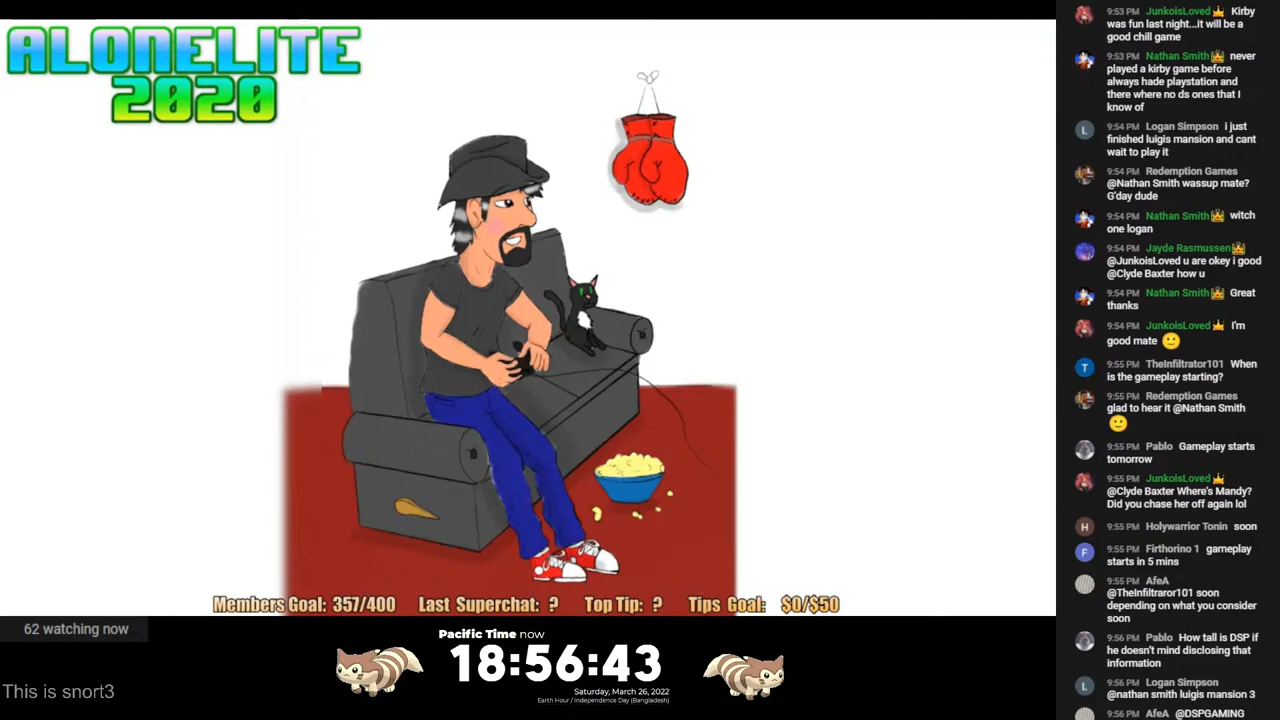 ALONELITE
2020
Members Goal: 357/400 Last Superchat: ? Top Tip: ? Tips Goal: $0/$50
62 watching now
This is snort3
Pacific Time now
18:56:43
Saturday, March 26, 2022
Earth Hour / Independence Day (Bangladesh)
9:53 PM JunkoisLoved Kirby
was fun last night...it will be a
good chill game
9:53 PM Nathan Smith never
played a kirby game before
always hade playstation and
there where no ds ones that I
know of
L
9:54 PM Logan Simpson i just
finished luigis mansion and cant
wait to play it
9:54 PM Redemption Games
@Nathan Smith wassup mate?
G'day dude
9:54 PM Nathan Smith witch
one logan
9:54 PM Jayde Rasmussen
@JunkoisLoved u are okey i good
@Clyde Baxter how u
9:54 PM Nathan Smith Great
thanks
9:54 PM JunkoisLoved I'm
good mate 🙂
T
9:55 PM TheInfiltrator101 When
is the gameplay starting?
9:55 PM Redemption Games
glad to hear it @Nathan Smith
🙂
9:55 PM Pablo Gameplay starts
tomorrow
9:55 PM JunkoisLoved
@Clyde Baxter Where's Mandy?
Did you chase her off again lol
H
9:55 PM Holywarrior Tonin soon
F
9:55 PM Firthorino 1 gameplay
starts in 5 mins
9:55 PM AfeA
@TheInfiltraror101 soon
depending on what you consider
soon
9:56 PM Pablo How tall is DSP if
he doesn't mind disclosing that
information
L
9:56 PM Logan Simpson
@nathan smith luigis mansion 3
9:56 PM AfeA @DSPGAMING